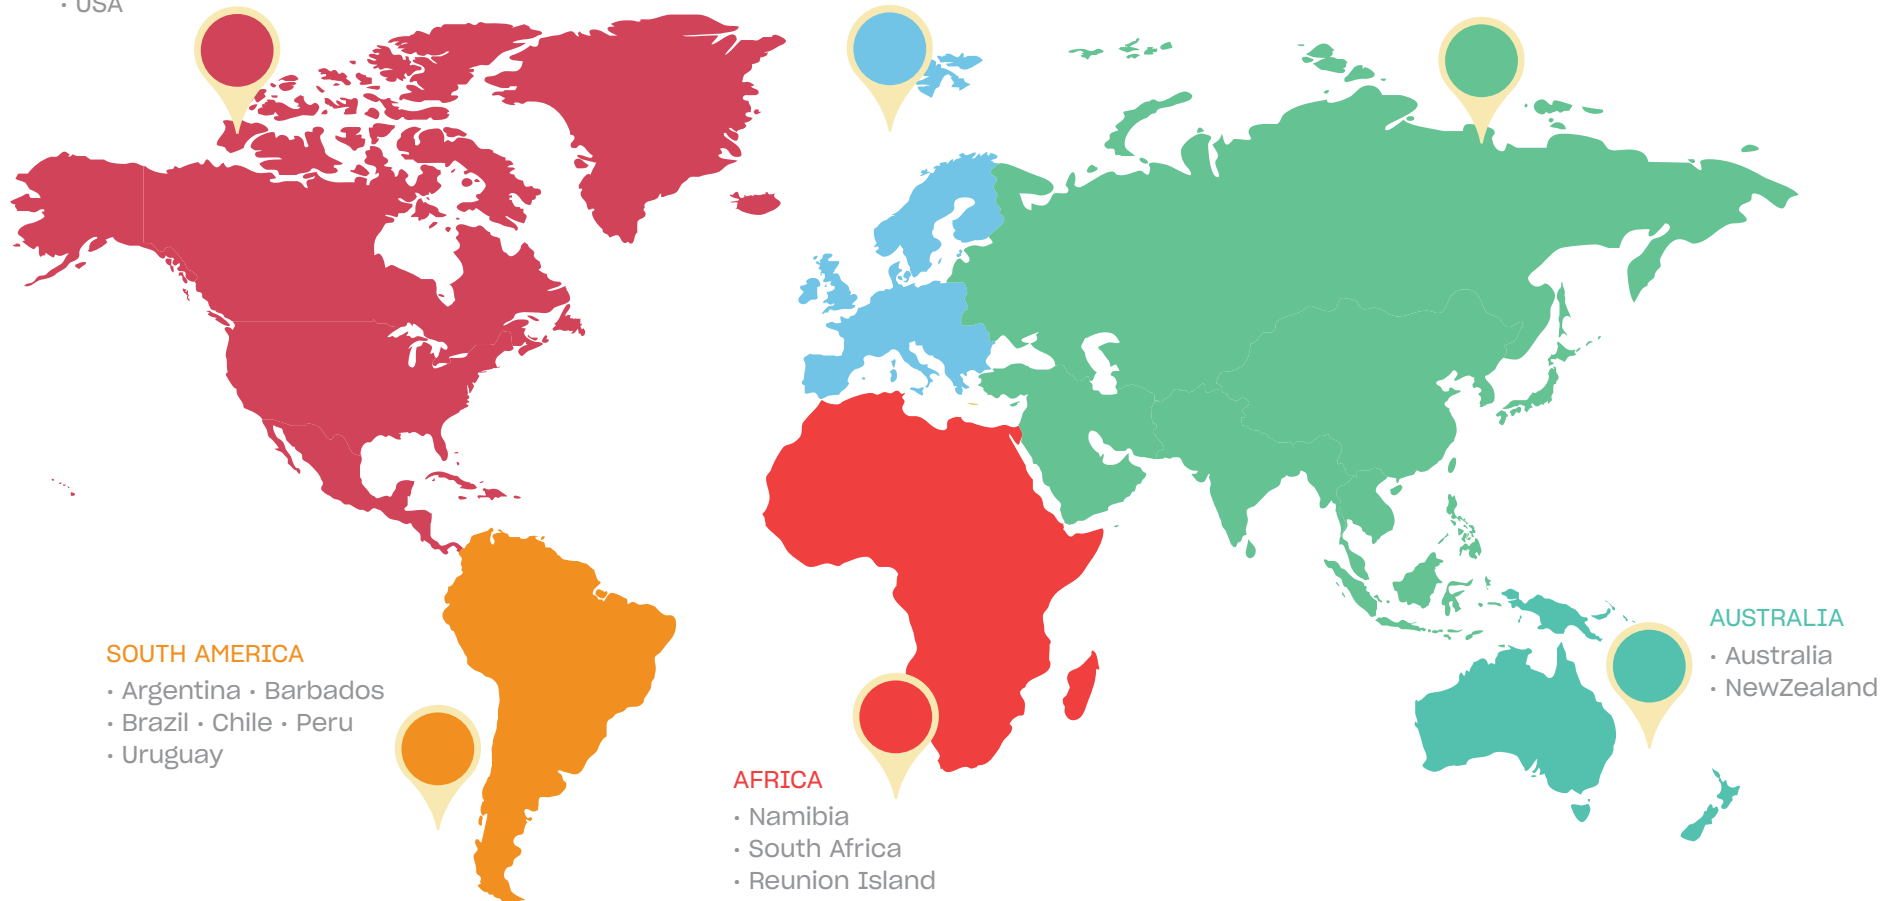 · USA
SOUTH AMERICA
· Argentina · Barbados
· Brazil · Chile · Peru
· Uruguay
AFRICA
· Namibia
· South Africa
· Reunion Island
AUSTRALIA
· Australia
· NewZealand